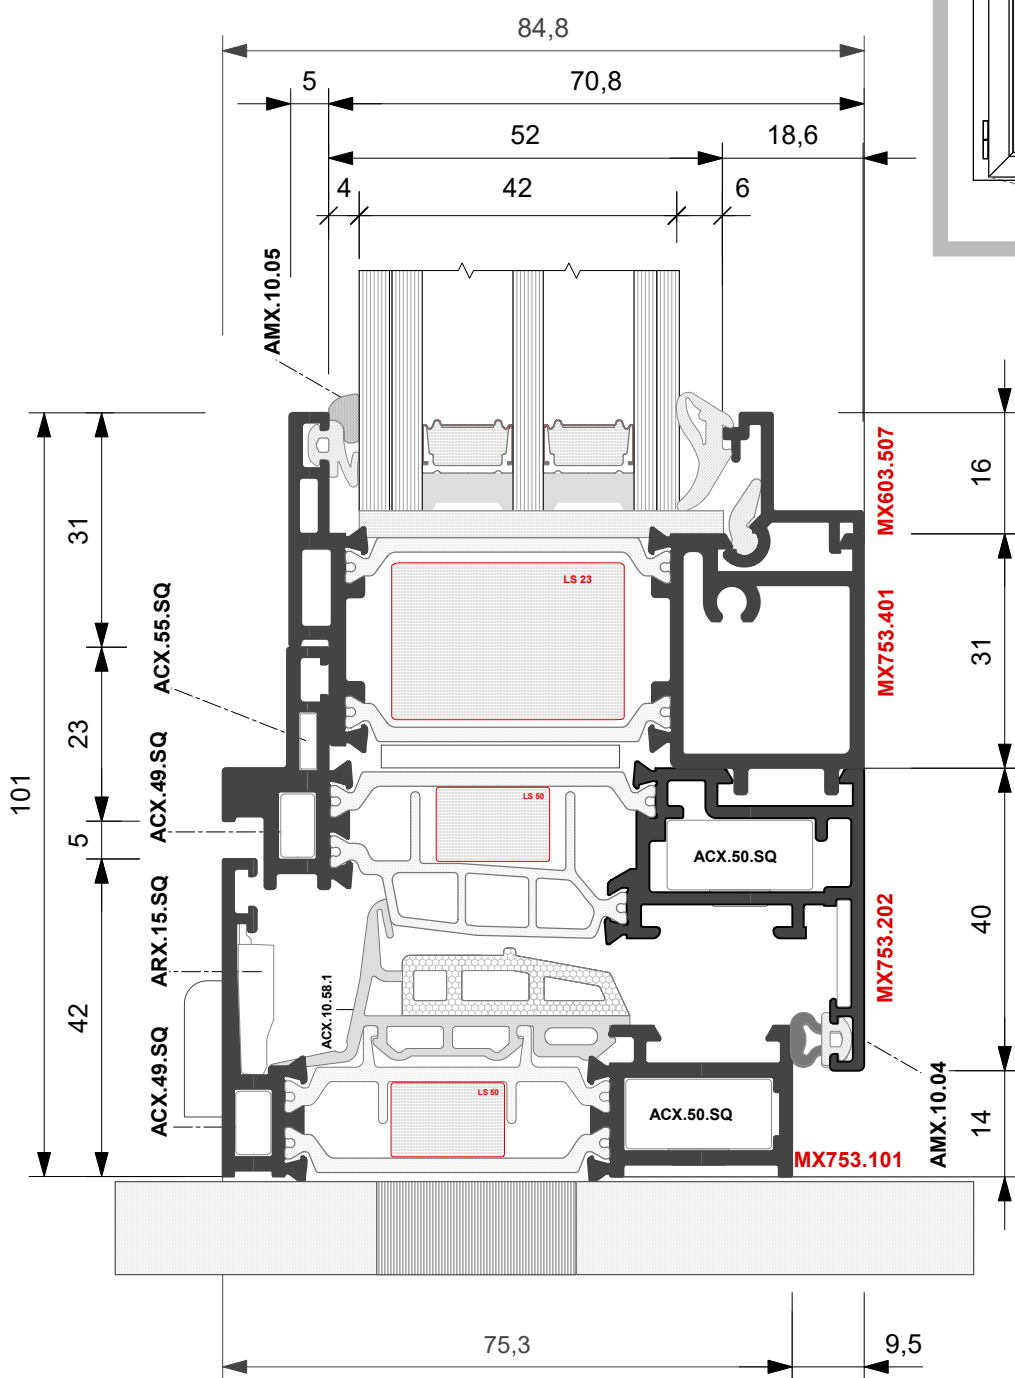 84,8
5
70,8
52
18,6
4
42
6
AMX.10.05
MX603.507
16
31
LS 23
ACX.55.SQ
MX753.401
31
23
ACX.49.SQ
101
LS 50
5
ACX.50.SQ
ARX.15.SQ
MX753.202
40
42
ACX.10.58.1
ACX.49.SQ
LS 50
ACX.50.SQ
AMX.10.04
14
MX753.101
75,3
9,5